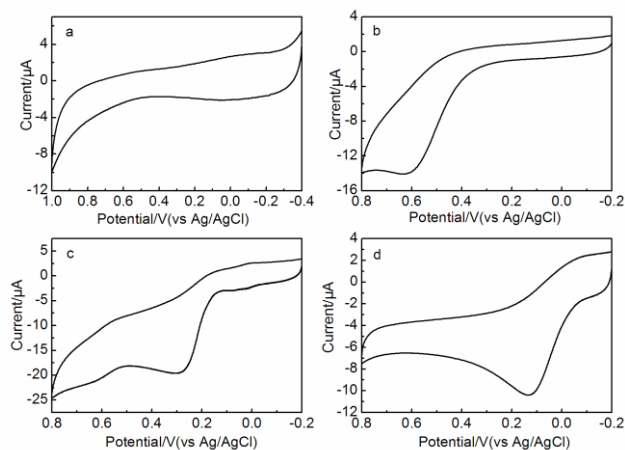 a
4
0
-4
-8
-12
Current/µA
1.0 0.8 0.6 0.4 0.2 0.0 -0.2 -0.4
Potential/V(vs Ag/AgCl)
b
4
0
-4
-8
-12
-16
Current/µA
0.8 0.6 0.4 0.2 0.0 -0.2
Potential/V(vs Ag/AgCl)
c
5
0
-5
-10
-15
-20
-25
Current/µA
0.8 0.6 0.4 0.2 0.0 -0.2
Potential/V(vs Ag/AgCl)
d
4
2
0
-2
-4
-6
-8
-10
-12
Current/µA
0.8 0.6 0.4 0.2 0.0 -0.2
Potential/V(vs Ag/AgCl)